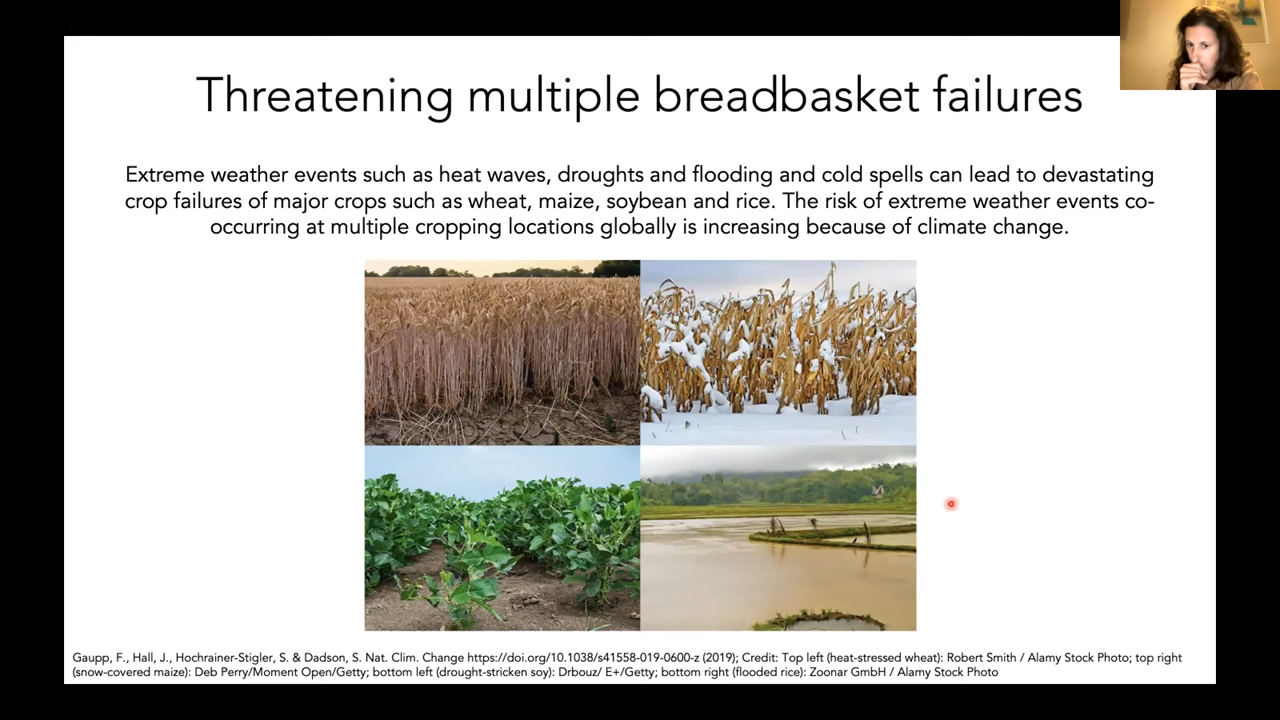 Threatening multiple breadbasket failures
Extreme weather events such as heat waves, droughts and flooding and cold spells can lead to devastating
crop failures of major crops such as wheat, maize, soybean and rice. The risk of extreme weather events co-
occurring at multiple cropping locations globally is increasing because of climate change.
Gaupp, F., Hall, J., Hochrainer-Stigler, S. & Dadson, S. Nat. Clim. Change https://doi.org/10.1038/s41558-019-0600-z (2019); Credit: Top left (heat-stressed wheat): Robert Smith / Alamy Stock Photo; top right
(snow-covered maize): Deb Perry/Moment Open/Getty; bottom left (drought-stricken soy): Drbouz/ E+/Getty; bottom right (flooded rice): Zoonar GmbH / Alamy Stock Photo